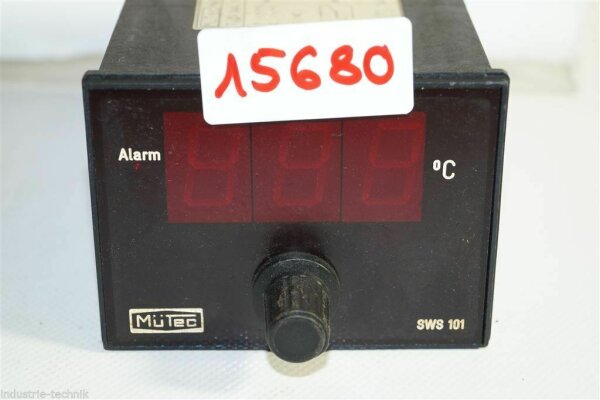 15680
Alarm
°C
MüTec
SWS 101
industrie-technik